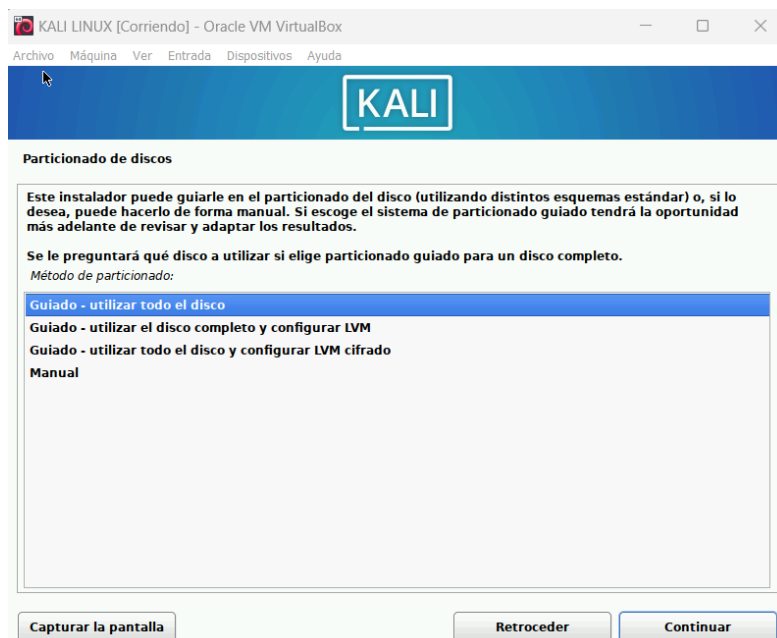 KALI LINUX [Corriendo] - Oracle VM VirtualBox
Archivo Máquina Ver Entrada Dispositivos Ayuda
KALI
Particionado de discos
Este instalador puede guiarle en el particionado del disco (utilizando distintos esquemas estándar) o, si lo
desea, puede hacerlo de forma manual. Si escoge el sistema de particionado guiado tendrá la oportunidad
más adelante de revisar y adaptar los resultados.
Se le preguntará qué disco a utilizar si elige particionado guiado para un disco completo.
Método de particionado:
Guiado - utilizar todo el disco
Guiado - utilizar el disco completo y configurar LVM
Guiado - utilizar todo el disco y configurar LVM cifrado
Manual
Capturar la pantalla Retroceder Continuar